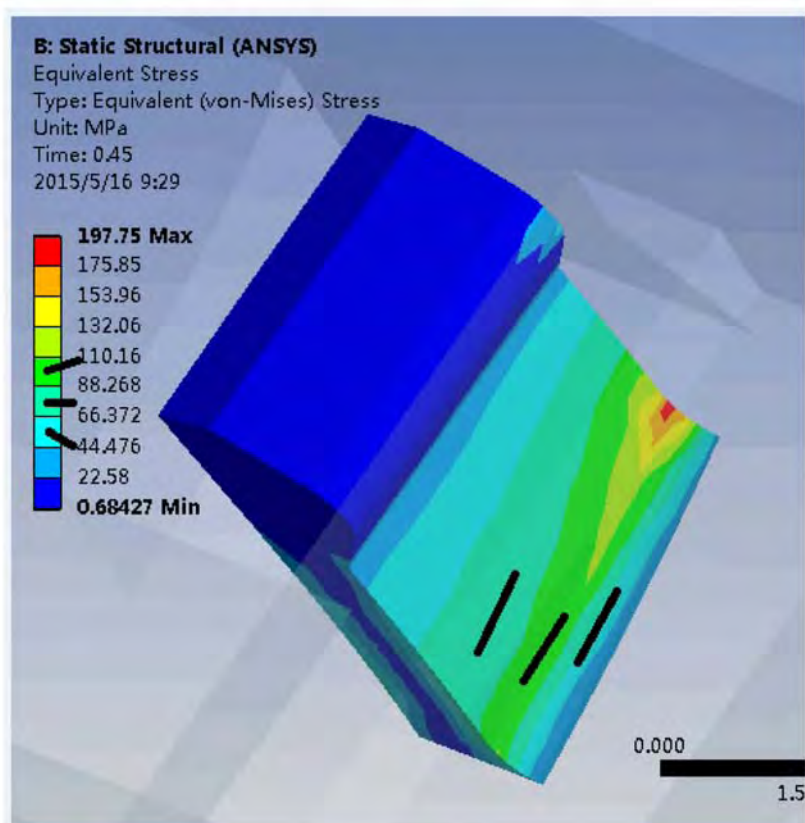 B: Static Structural (ANSYS)
Equivalent Stress
Type: Equivalent (von-Mises) Stress
Unit: MPa
Time: 0.45
2015/5/16 9:29
197.75 Max
175.85
153.96
132.06
110.16
88.268
66.372
44.476
22.58
0.68427 Min
0.000
1.5